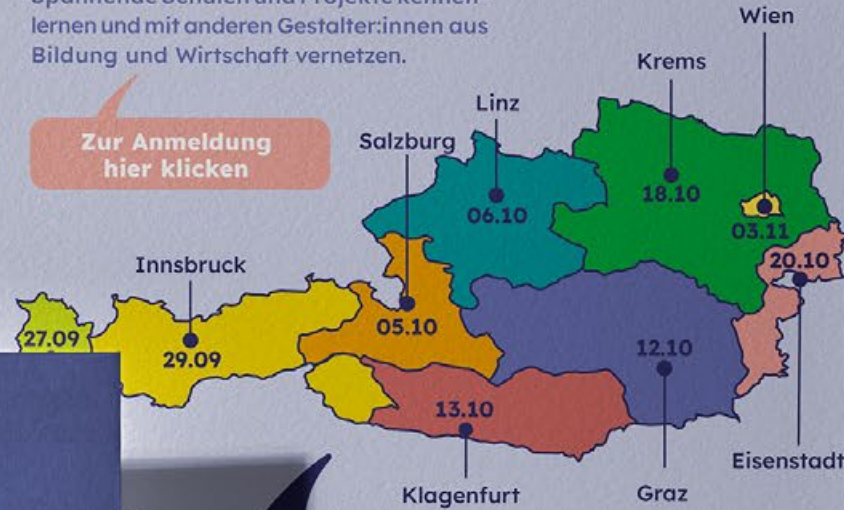 lernen und mit anderen Gestalter:innen aus
Bildung und Wirtschaft vernetzen.
Zur Anmeldung
hier klicken
Wien
Krems
Linz
Salzburg
Innsbruck
18.10
06.10
03.11
20.10
27.09
29.09
05.10
12.10
13.10
Eisenstadt
Klagenfurt
Graz